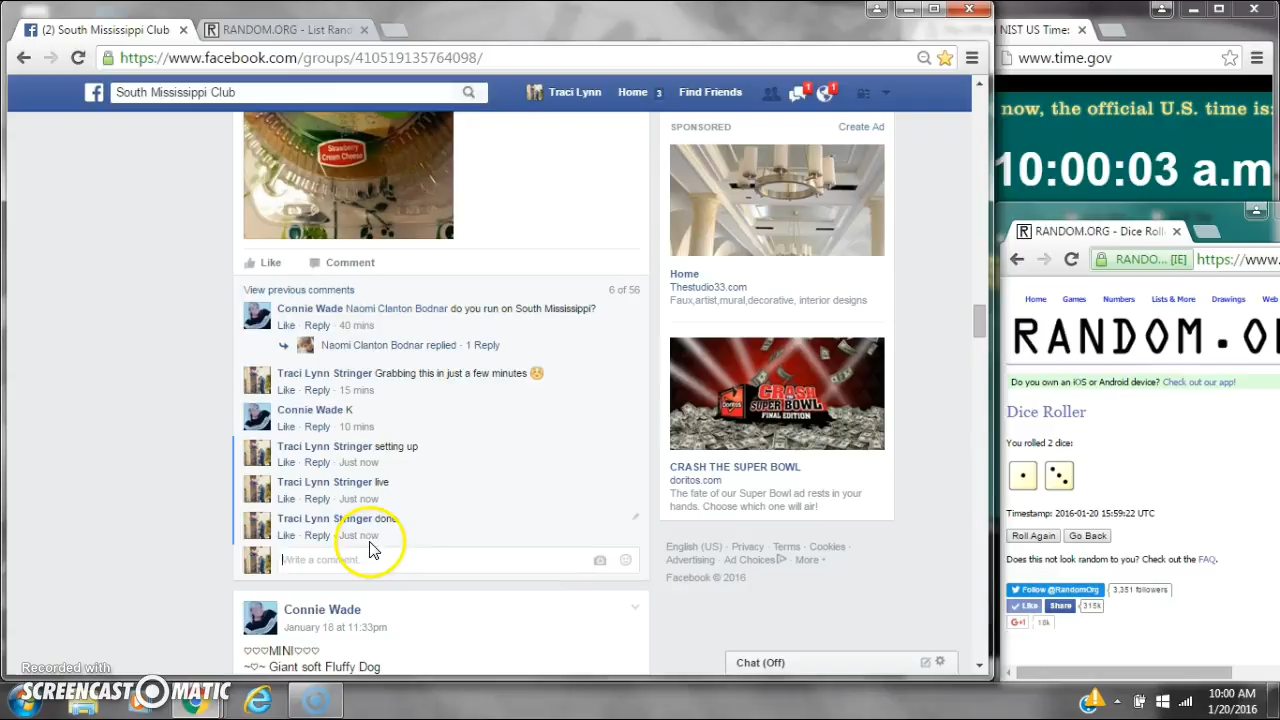 (2) South Mississippi Club
RANDOM.ORG - List Ran
https://www.facebook.com/groups/410519135764098/
South Mississippi Club
Traci Lynn
Home 3
Find Friends
1
1
Strawberry
Cream Cheese
Like
Comment
View previous comments
6 of 56
Connie Wade Naomi Clanton Bodnar do you run on South Mississippi?
Like · Reply · 40 mins
Naomi Clanton Bodnar replied · 1 Reply
Traci Lynn Stringer Grabbing this in just a few minutes
Like · Reply · 15 mins
Connie Wade K
Like · Reply · 10 mins
Traci Lynn Stringer setting up
Like · Reply · Just now
Traci Lynn Stringer live
Like · Reply · Just now
Traci Lynn Stringer done
Like · Reply · Just now
Write a comment...
Connie Wade
January 18 at 11:33pm
♡♡♡MINI♡♡♡
~♡~ Giant soft Fluffy Dog
SPONSORED
Create Ad
Home
Thestudio33.com
Faux,artist,mural,decorative, interior designs
Doritos
CRASH THE
SUPER BOWL
FINAL EDITION
CRASH THE SUPER BOWL
doritos.com
The fate of our Super Bowl ad rests in your
hands. Choose which one will air!
English (US) · Privacy · Terms · Cookies ·
Advertising · Ad Choices · More
Facebook © 2016
Chat (Off)
NIST US Time:
www.time.gov
now, the official U.S. time is:
10:00:03 a.m
RANDOM.ORG - Dice Roll
RANDO... [IE]
https://www.
Home
Games
Numbers
Lists & More
Drawings
Web
RANDOM.O
Do you own an iOS or Android device? Check out our app!
Dice Roller
You rolled 2 dice:
Timestamp: 2016-01-20 15:59:22 UTC
Roll Again
Go Back
Does this not look random to you? Check out the FAQ.
Follow @RandomOrg
3,351 followers
Like
Share
315k
G+1
18k
Recorded with
SCREENCAST-O-MATIC
10:00 AM
1/20/2016